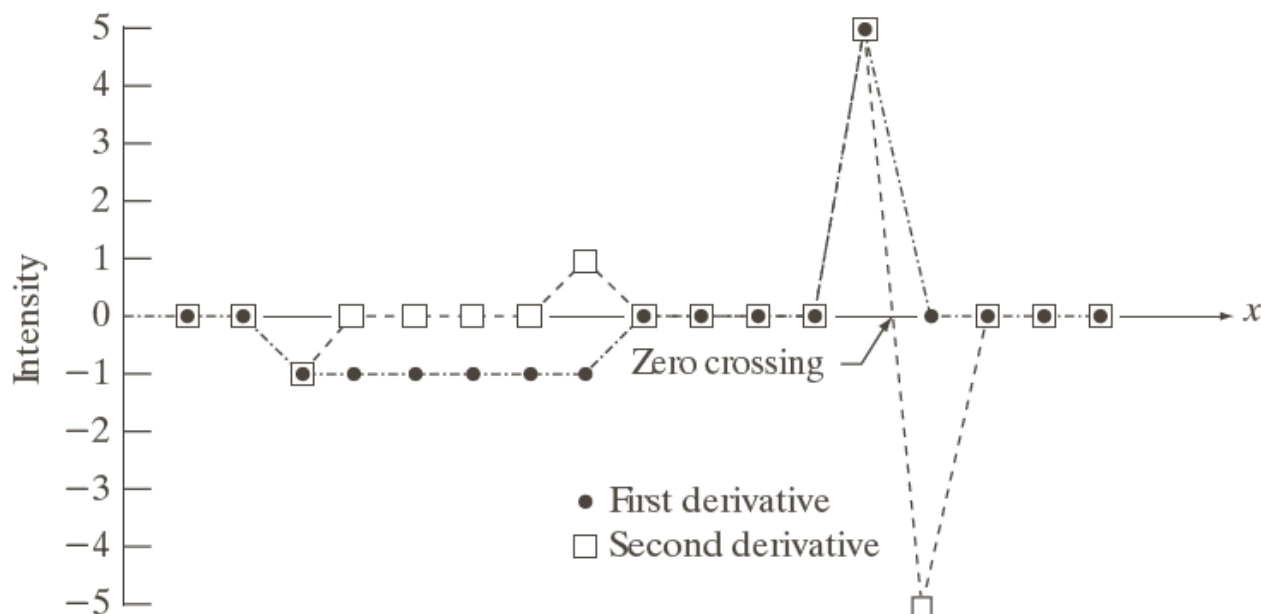 5
4
3
2
1
0
−1
−2
−3
−4
−5
Intensity
x
Zero crossing
First derivative
Second derivative